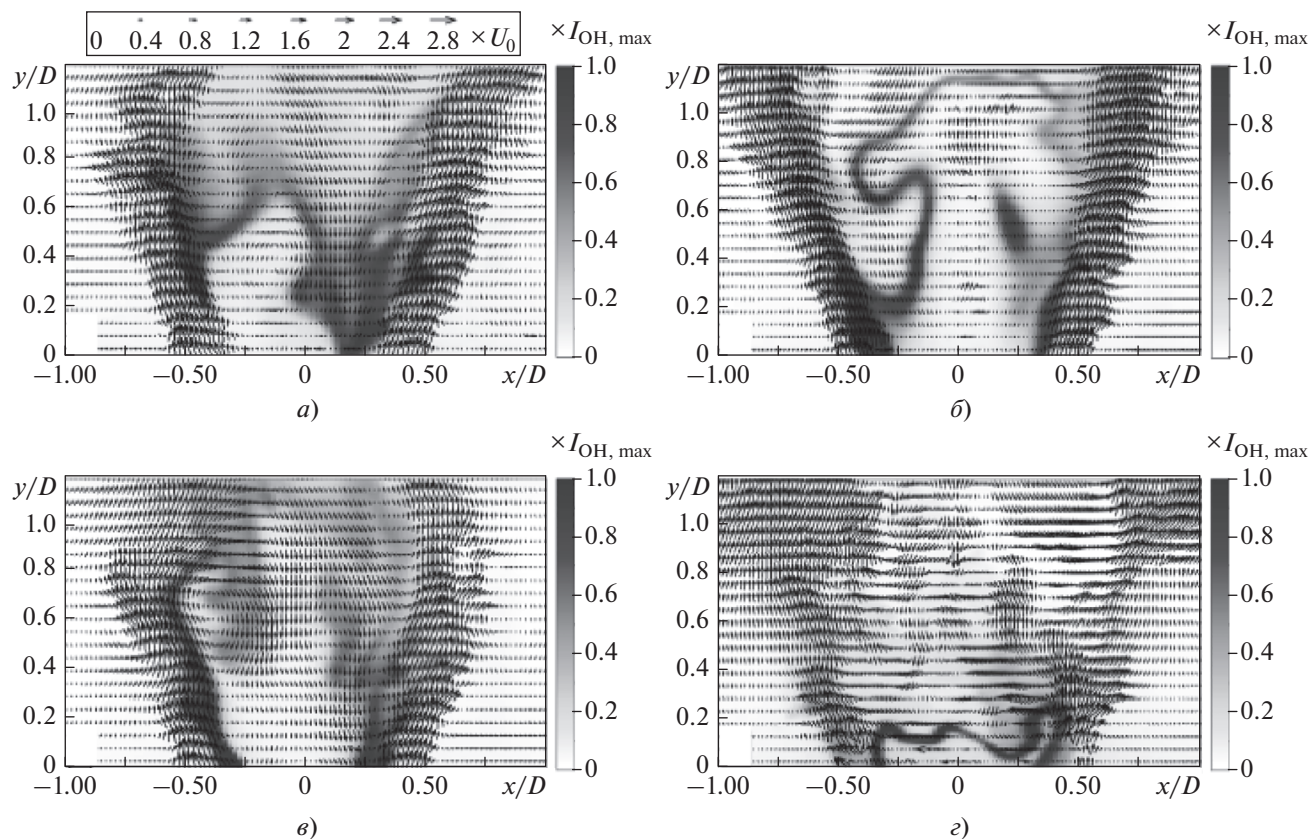 0 0.4 0.8 1.2 1.6 2 2.4 2.8 × U0
× IOH, max × IOH, max
y/D 1.0 y/D 1.0
1.0 0.8 1.0 0.8
0.8 0.6 0.8 0.6
0.6 0.4 0.6 0.4
0.4 0.2 0.4 0.2
0.2 0 0.2 0
0 0
−1.00 −0.50 0 0.50 x/D −1.00 −0.50 0 0.50 x/D
а) б)
× IOH, max × IOH, max
y/D 1.0 y/D 1.0
1.0 0.8 1.0 0.8
0.8 0.6 0.8 0.6
0.6 0.4 0.6 0.4
0.4 0.2 0.4 0.2
0.2 0 0.2 0
0 0
−1.00 −0.50 0 0.50 x/D −1.00 −0.50 0 0.50 x/D
в) г)